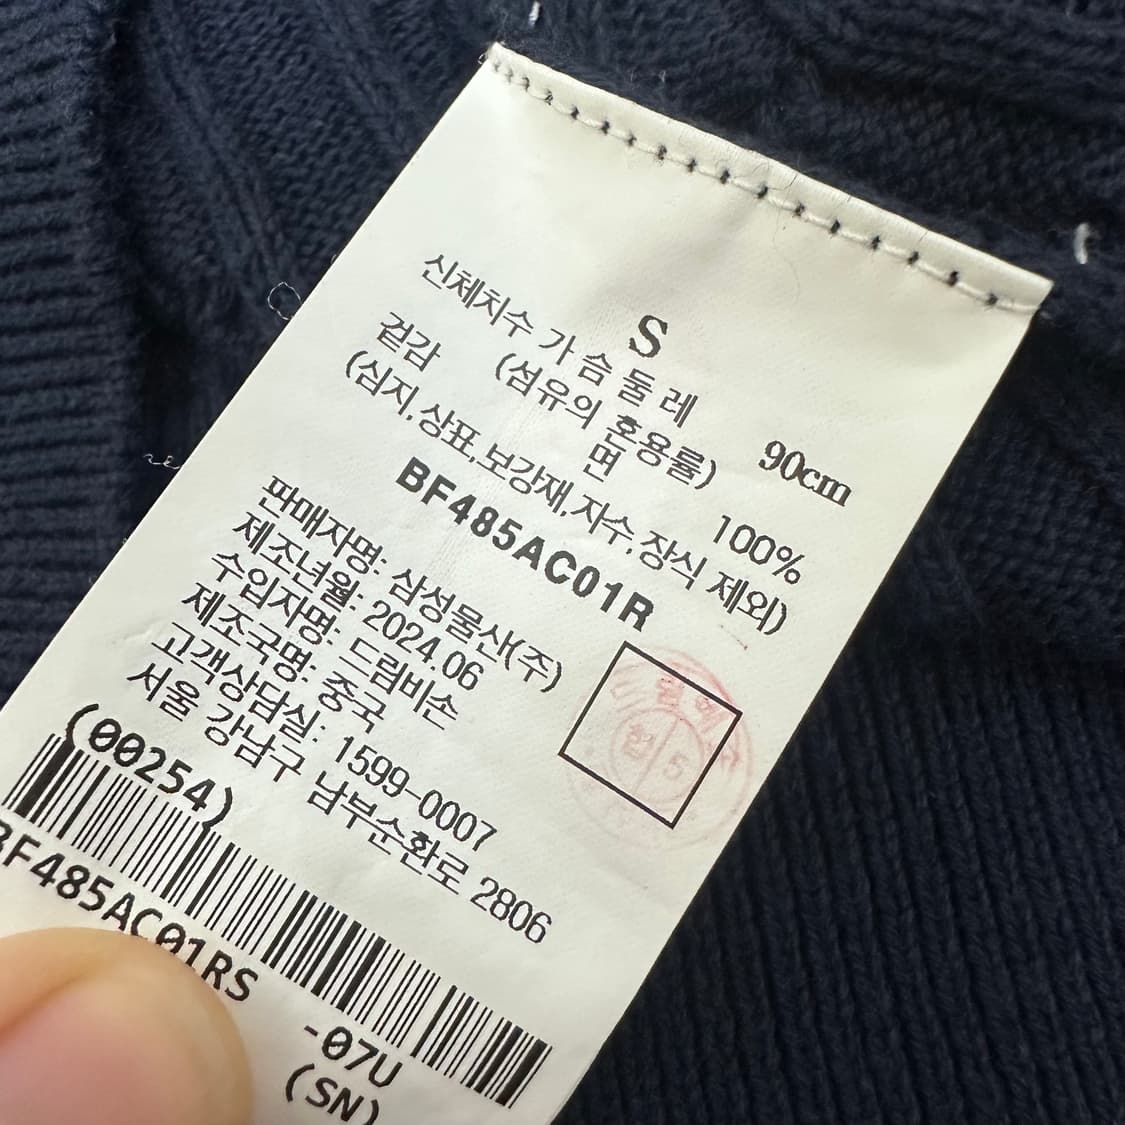 S
신체치수 가 슴 둘 레 90cm
(섬유의 혼용률)
겉감 면 100%
(심지,상표,보강재,자수,장식 제외)
BF485AC01R
판매자명: 삼성물산(주)
제조년월: 2024.06
수입자명: 드림비손
제조국명: 중국
고객상담실: 1599-0007
서울 강남구 남부순환로 2806
(00254)
BF485AC01RS
-07U
(SN)